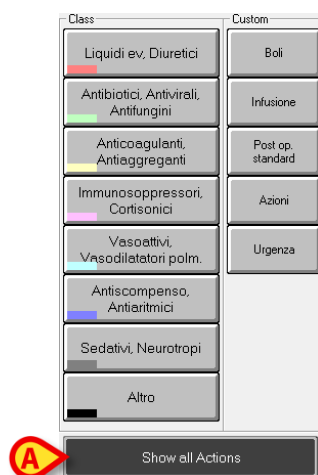 Class
Liquidi ev, Diuretici
Antibiotici, Antivirali,
Antifungini
Anticoagulanti,
Antiaggreganti
Immunosoppressori,
Cortisonici
Vasoattivi,
Vasodilatatori polm.
Antiscompenso,
Antiaritmici
Sedativi, Neurotropi
Altro
Custom
Boli
Infusione
Post op.
standard
Azioni
Urgenza
A
Show all Actions